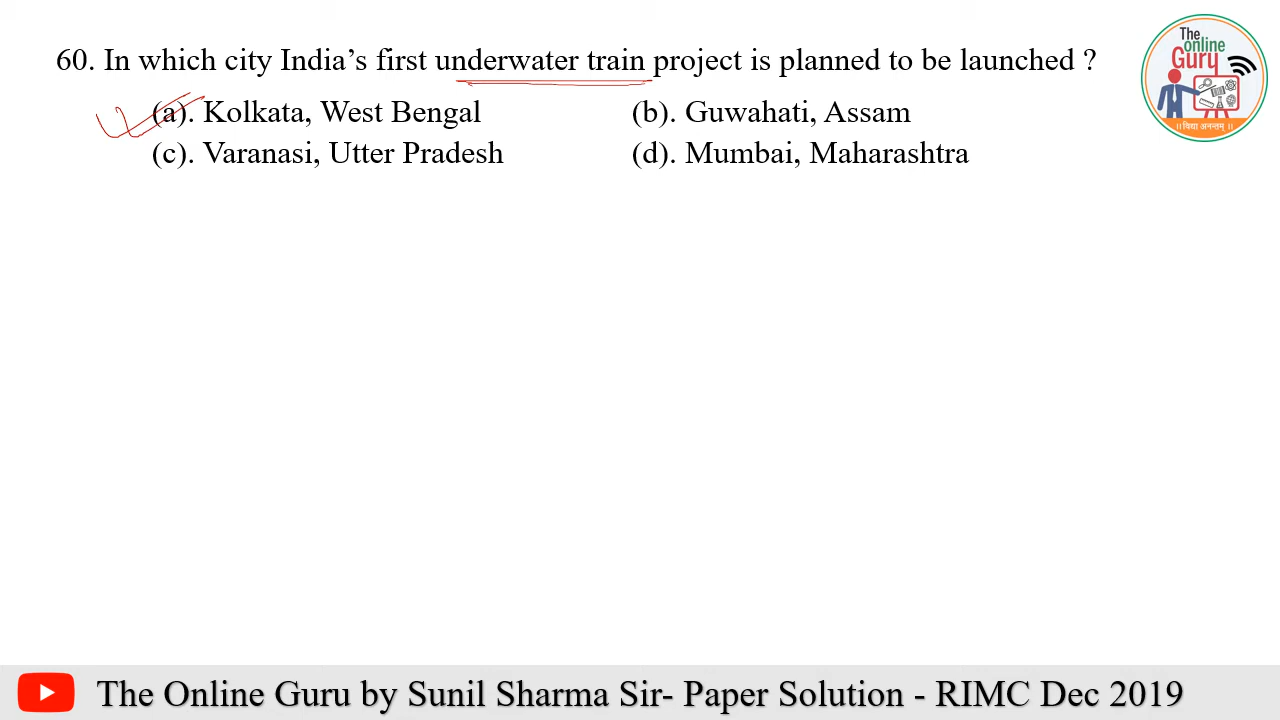 60. In which city India’s first underwater train project is planned to be launched ?
(a). Kolkata, West Bengal (b). Guwahati, Assam
(c). Varanasi, Utter Pradesh (d). Mumbai, Maharashtra
The
online
Guru
।। विद्या अनन्तम् ।।
The Online Guru by Sunil Sharma Sir- Paper Solution - RIMC Dec 2019